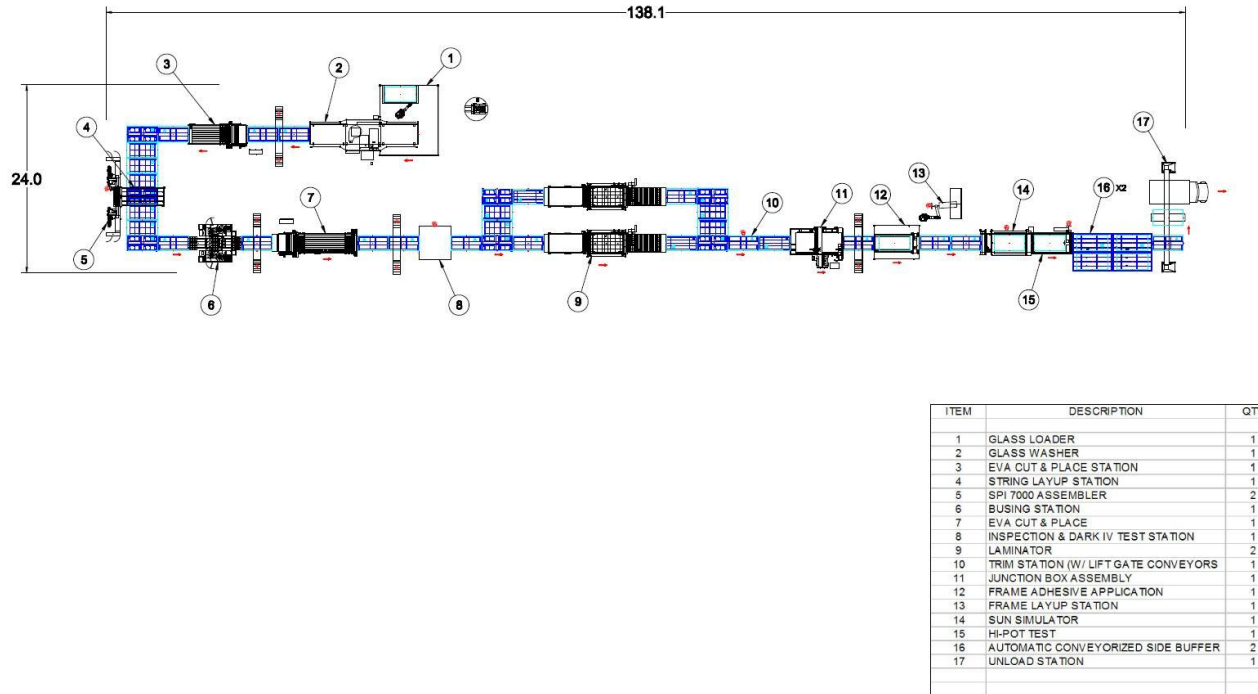 138.1
1
2
3
4
24.0
5
6
7
8
9
10
11
12
13
14
15
16 X2
17
ITEM DESCRIPTION QT
1 GLASS LOADER 1
2 GLASS WASHER 1
3 EVA CUT & PLACE STATION 1
4 STRING LAYUP STATION 1
5 SPI 7000 ASSEMBLER 2
6 BUSING STATION 1
7 EVA CUT & PLACE 1
8 INSPECTION & DARK IV TEST STATION 1
9 LAMINATOR 2
10 TRIM STATION (W/ LIFT GATE CONVEYORS 1
11 JUNCTION BOX ASSEMBLY 1
12 FRAME ADHESIVE APPLICATION 1
13 FRAME LAYUP STATION 1
14 SUN SIMULATOR 1
15 HI-POT TEST 1
16 AUTOMATIC CONVEYORIZED SIDE BUFFER 2
17 UNLOAD STATION 1